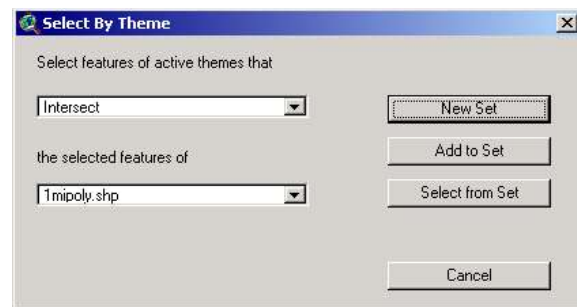 Select By Theme
Select features of active themes that
Intersect
New Set
Add to Set
the selected features of
1mipoly.shp
Select from Set
Cancel